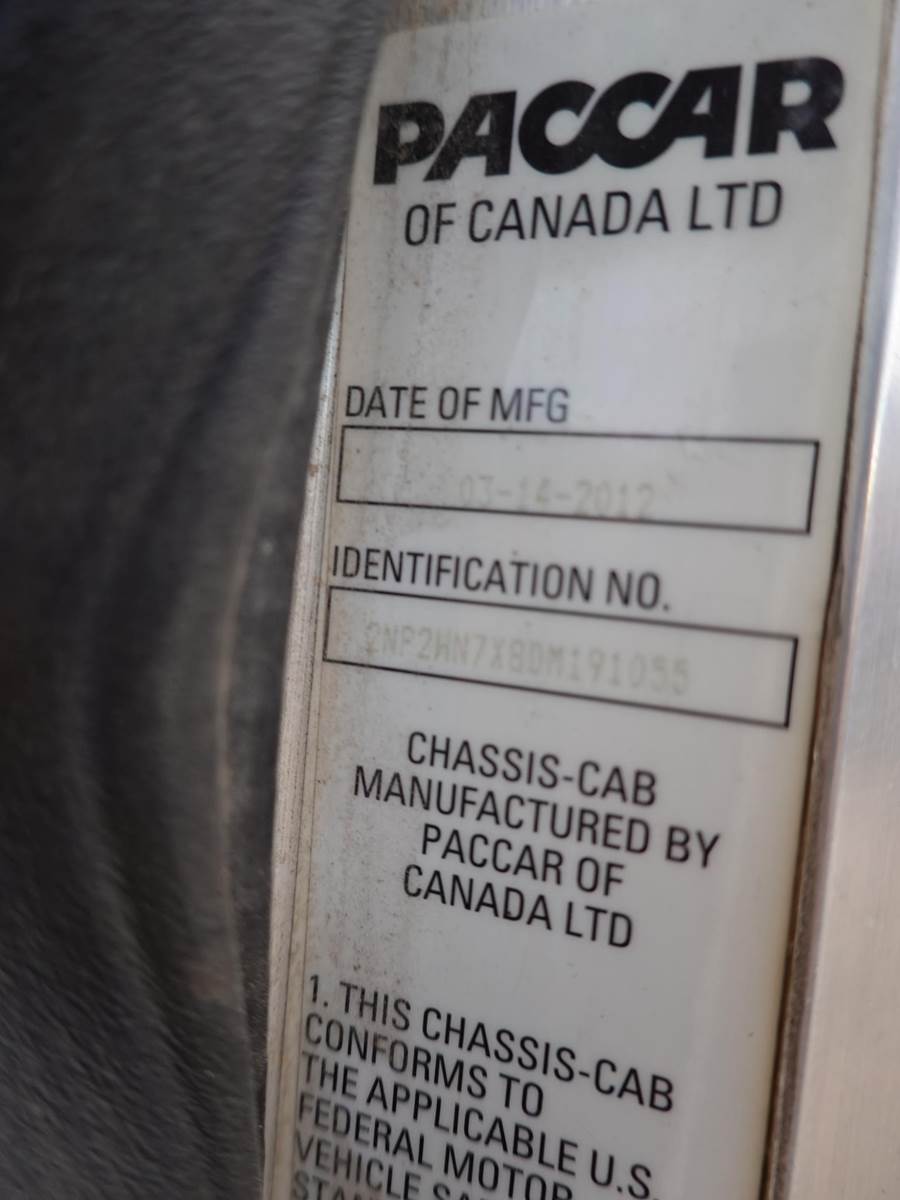 PACCAR
OF CANADA LTD
DATE OF MFG
03-14-2012
IDENTIFICATION NO.
2NP2HN7X8DM191055
CHASSIS-CAB
MANUFACTURED BY
PACCAR OF
CANADA LTD
1. THIS CHASSIS-CAB
CONFORMS TO
THE APPLICABLE U.S.
FEDERAL MOTOR
VEHICLE